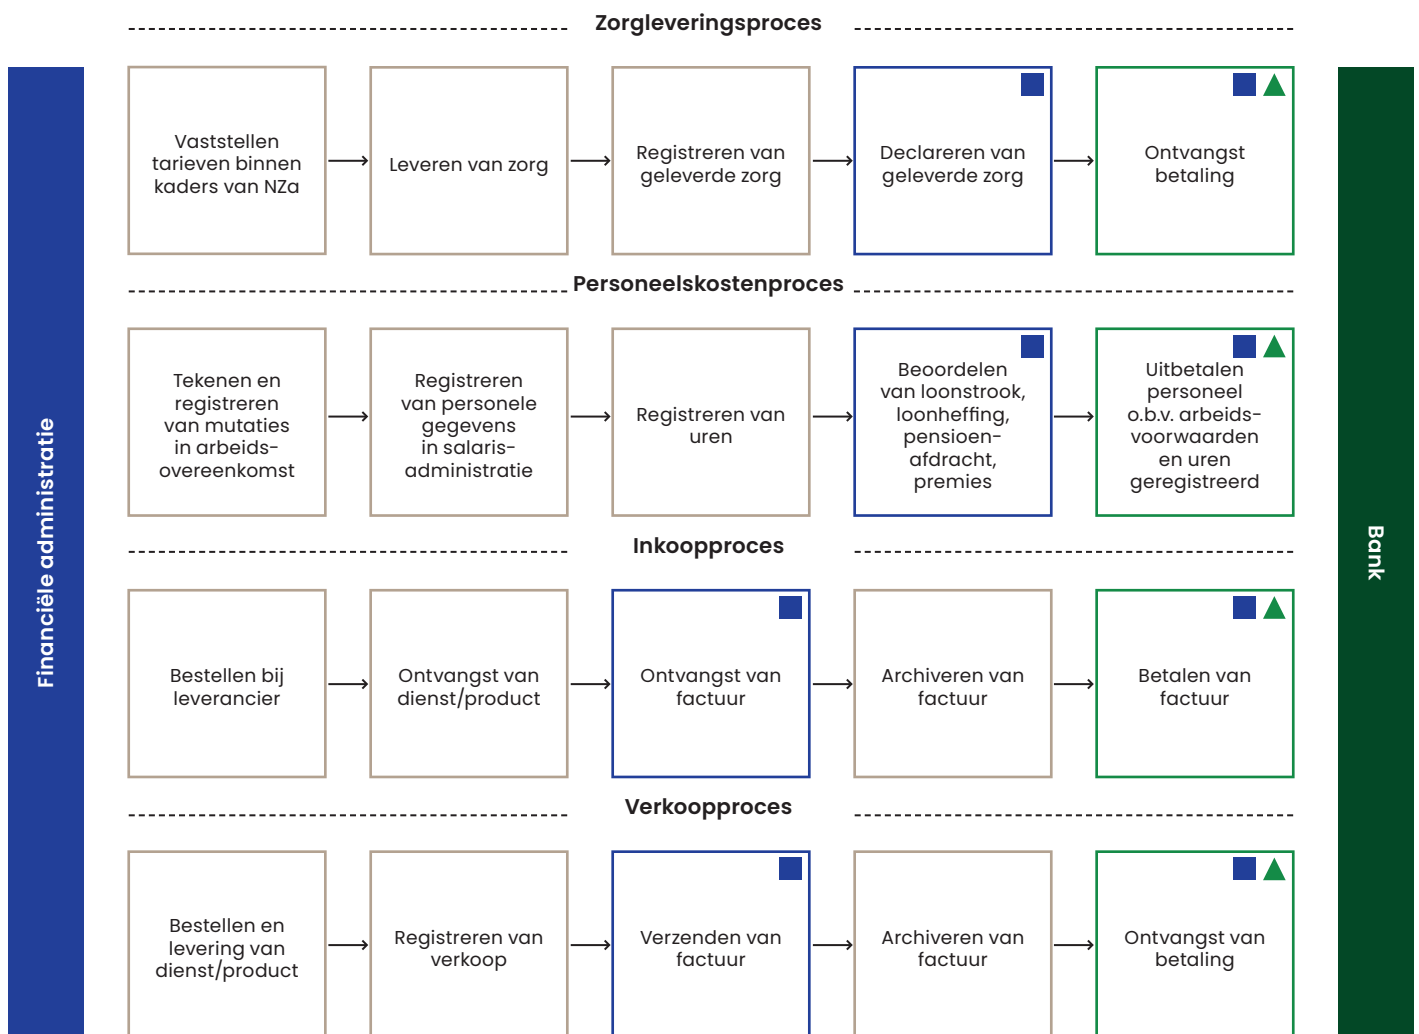 Zorgleveringsproces
Vaststellen
tarieven binnen
kaders van NZa
Leveren van zorg
Registreren van
geleverde zorg
Declareren van
geleverde zorg
Ontvangst
betaling
Personeelskostenproces
Tekenen en
registreren
van mutaties
in arbeids-
overeenkomst
Registreren
van personele
gegevens
in salaris-
administratie
Registreren van
uren
Beoordelen
van loonstrook,
loonheffing,
pensioen-
afdracht,
premies
Uitbetalen
personeel
o.b.v. arbeids-
voorwaarden
en uren
geregistreerd
Inkoopproces
Bestellen bij
leverancier
Ontvangst van
dienst/product
Ontvangst van
factuur
Archiveren van
factuur
Betalen van
factuur
Verkoopproces
Bestellen en
levering van
dienst/product
Registreren van
verkoop
Verzenden van
factuur
Archiveren van
factuur
Ontvangst van
betaling
Financiële administratie
Bank